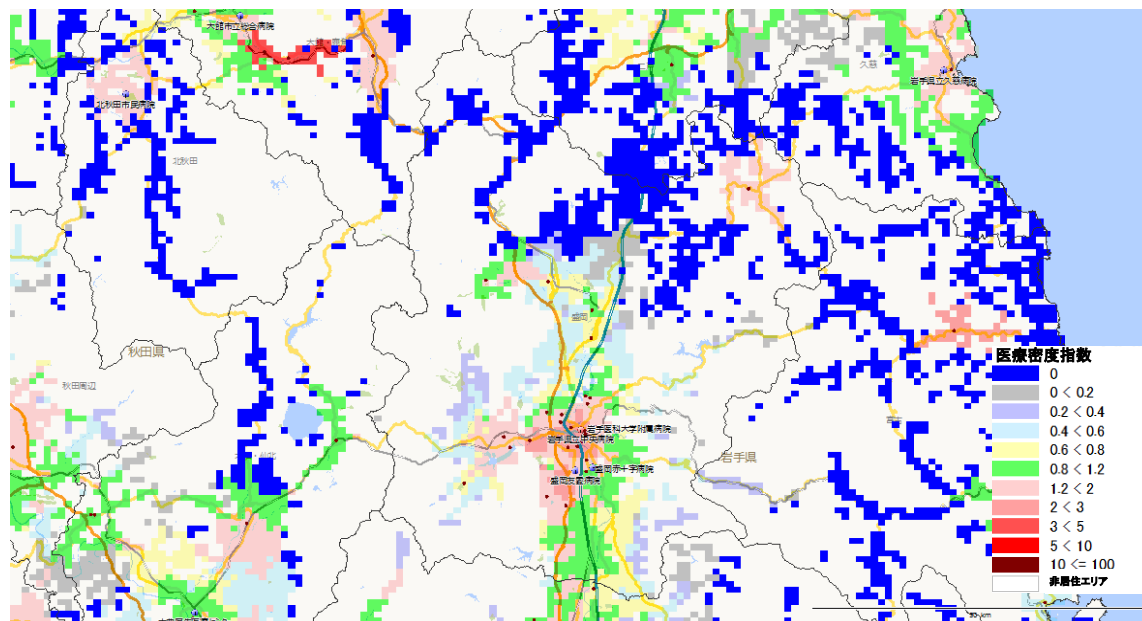 大館市立総合病院
久慈
岩手県立久慈病院
北秋田市民病院
北秋田
盛岡
秋田県
秋田周辺
医療密度指数
0
0 < 0.2
0.2 < 0.4
0.4 < 0.6
0.6 < 0.8
0.8 < 1.2
1.2 < 2
2 < 3
3 < 5
5 < 10
10 <= 100
非居住エリア
岩手医科大学附属病院
岩手県立中央病院
岩手県
盛岡赤十字病院
盛岡友愛病院